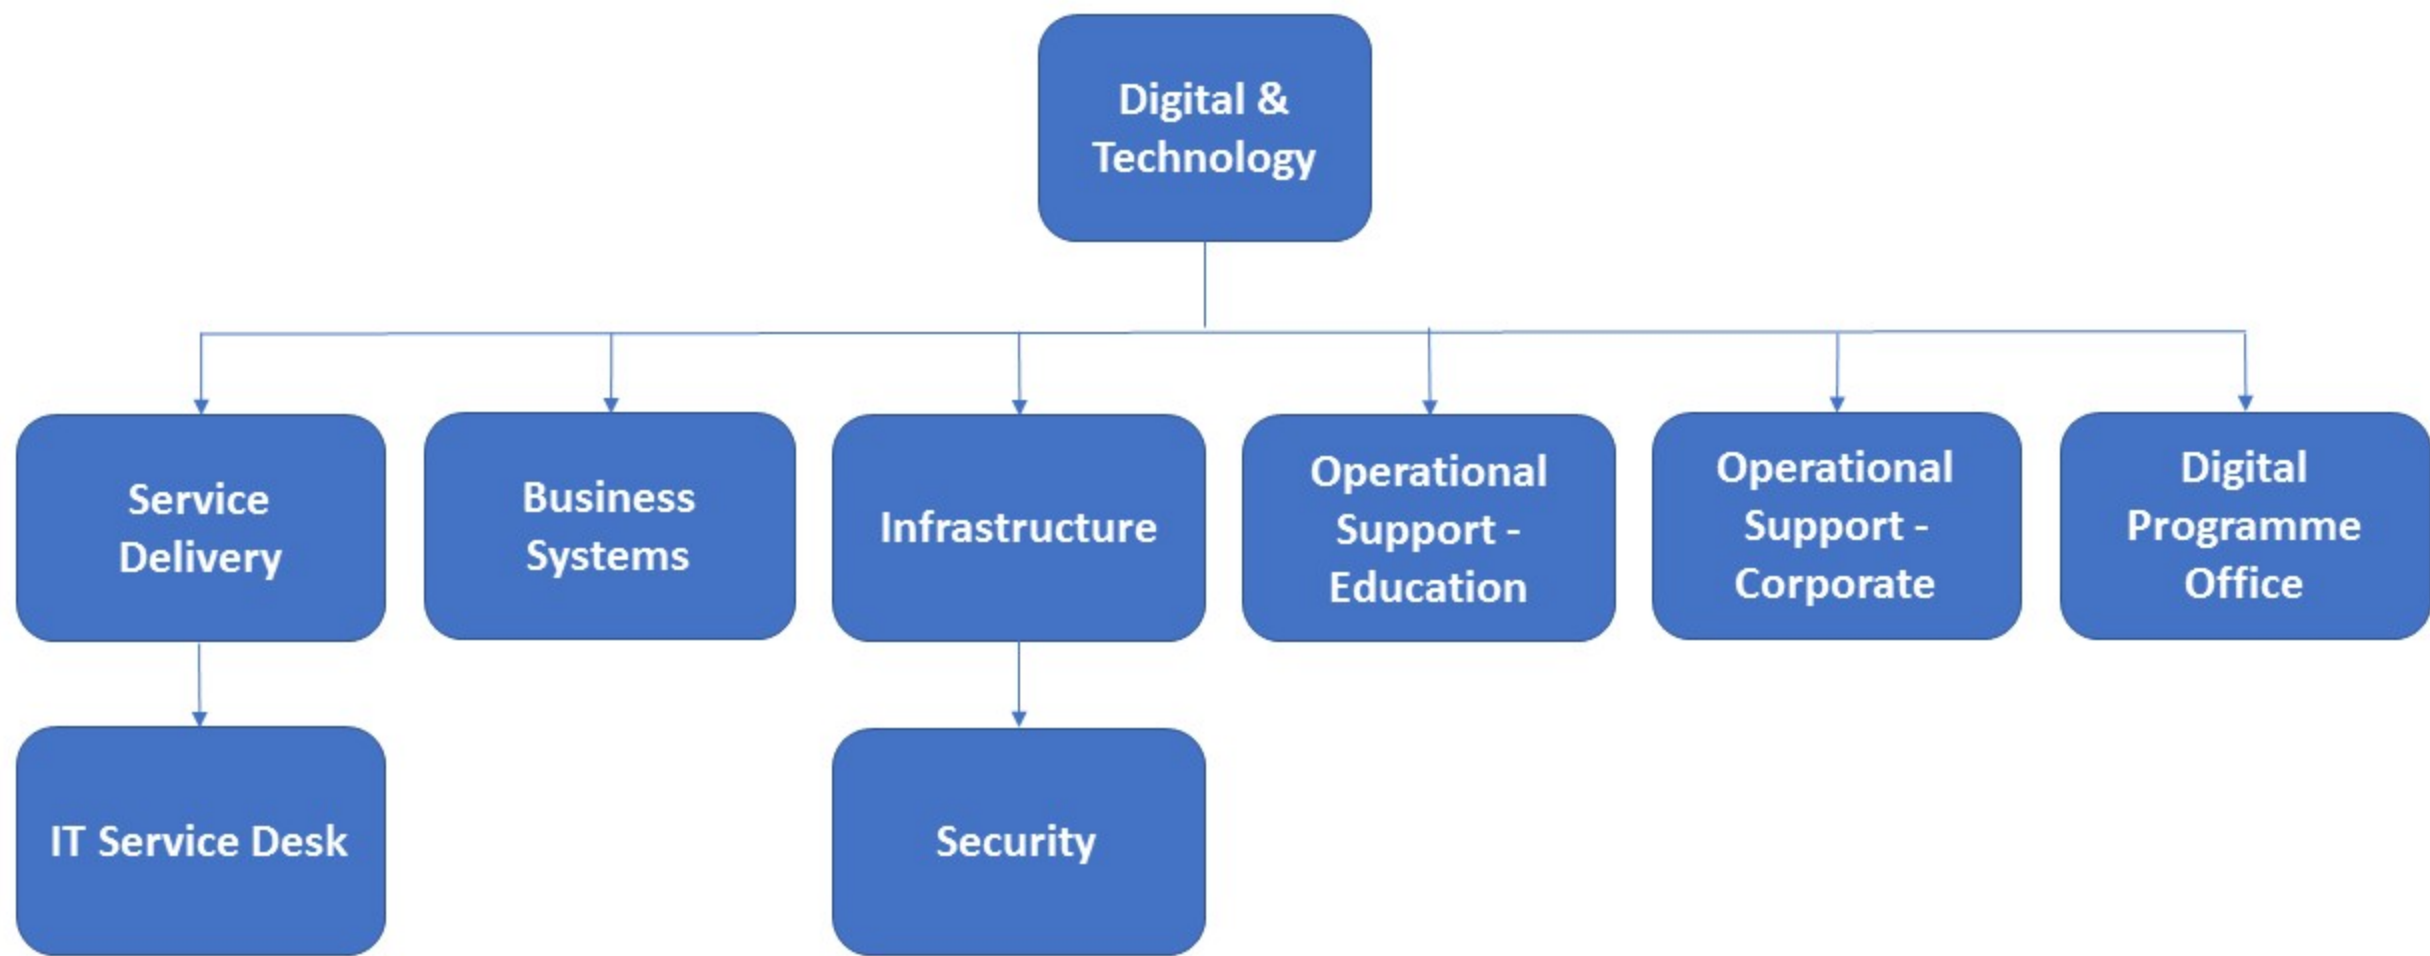 Digital &
Technology
Service
Delivery
Business
Systems
Infrastructure
Operational
Support -
Education
Operational
Support -
Corporate
Digital
Programme
Office
IT Service Desk
Security